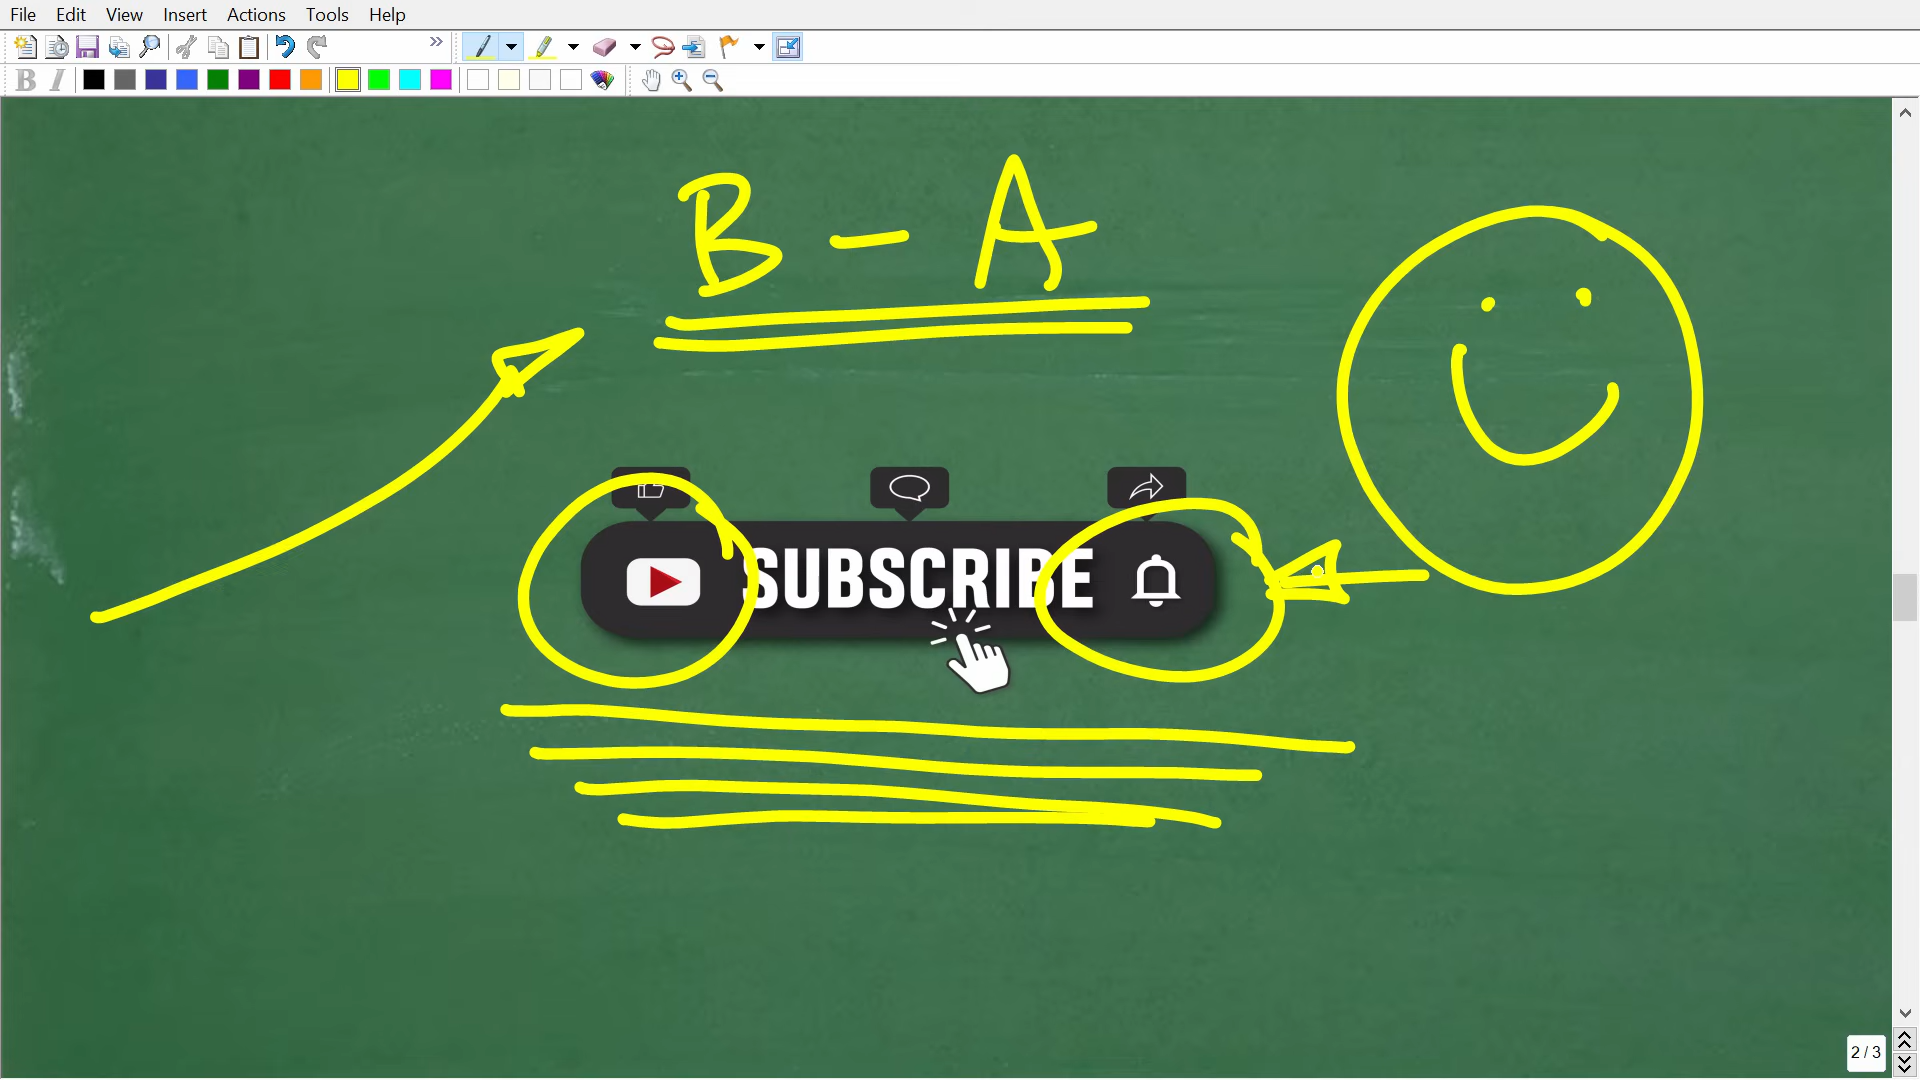 File Edit View Insert Actions Tools Help
B I
B - A
SUBSCRIBE
2 / 3